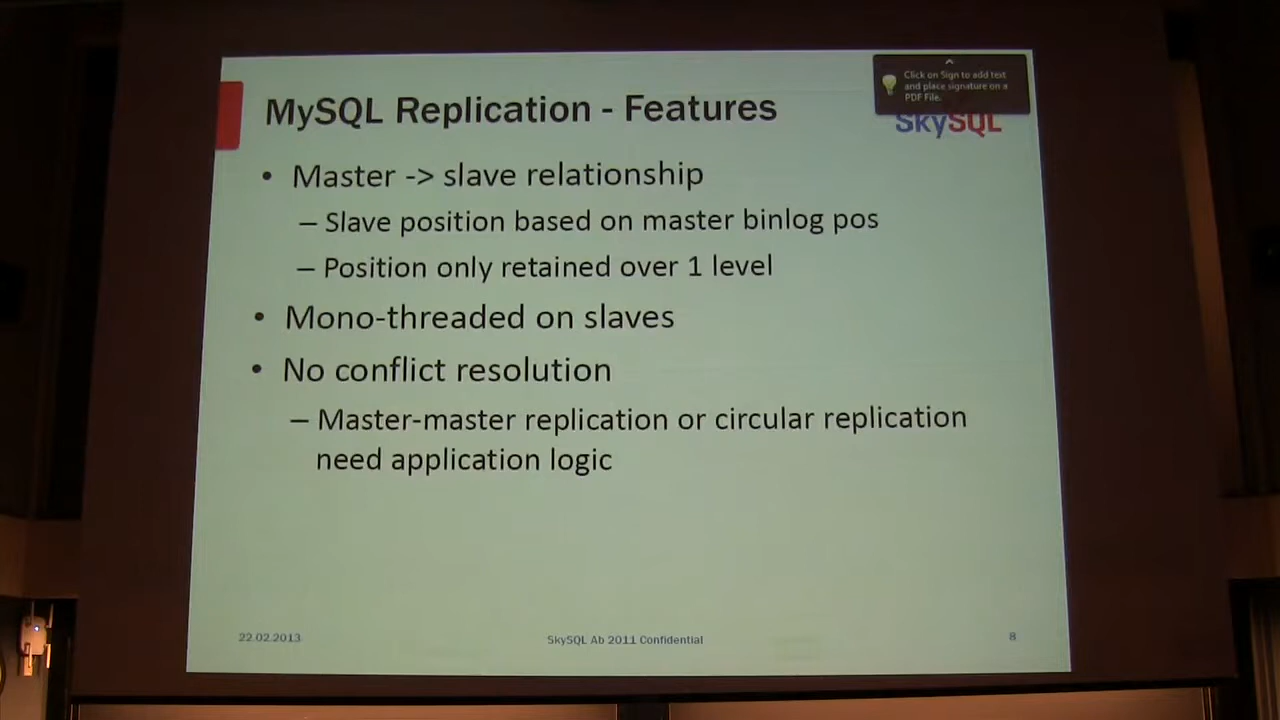 Click on Sign to add text
and place signature on a
PDF File.
MySQL Replication - Features
SkySQL
• Master -> slave relationship
– Slave position based on master binlog pos
– Position only retained over 1 level
• Mono-threaded on slaves
• No conflict resolution
– Master-master replication or circular replication
need application logic
22.02.2013
SkySQL Ab 2011 Confidential
8